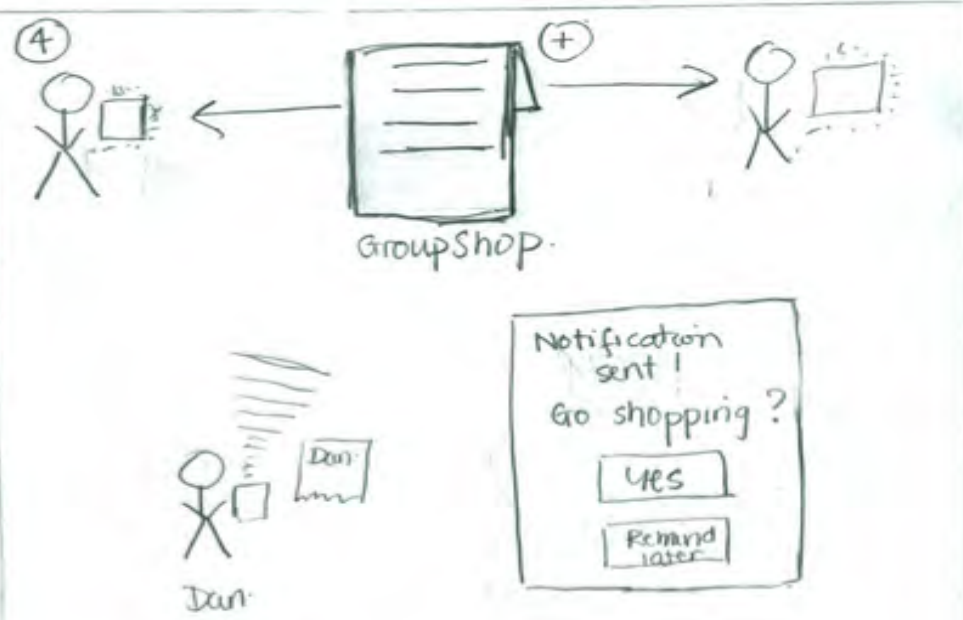 4
+
GroupShop.
Notification
sent!
Go shopping?
Yes
Remind
later
Dan.
Dan.